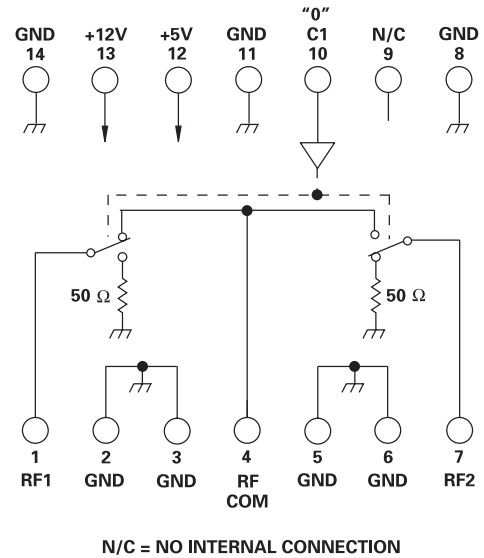 “0”
GND +12V +5V GND C1 N/C GND
14 13 12 11 10 9 8
50 Ω 50 Ω
1 2 3 4 5 6 7
RF1 GND GND RF GND GND RF2
COM
N/C = NO INTERNAL CONNECTION